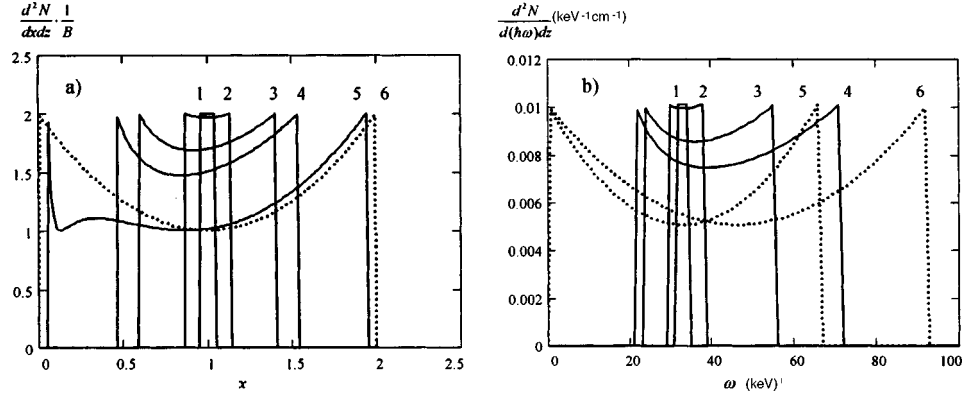 d²N/dxdz · 1/B
a)
2.5
2
1.5
1
0.5
0
1 2 3 4 5 6
0 0.5 1 1.5 2 2.5
x
d²N/d(ħω)dz (keV⁻¹cm⁻¹)
b)
0.012
0.01
0.008
0.006
0.004
0.002
0
1 2 3 5 4 6
0 20 40 60 80 100
ω (keV)